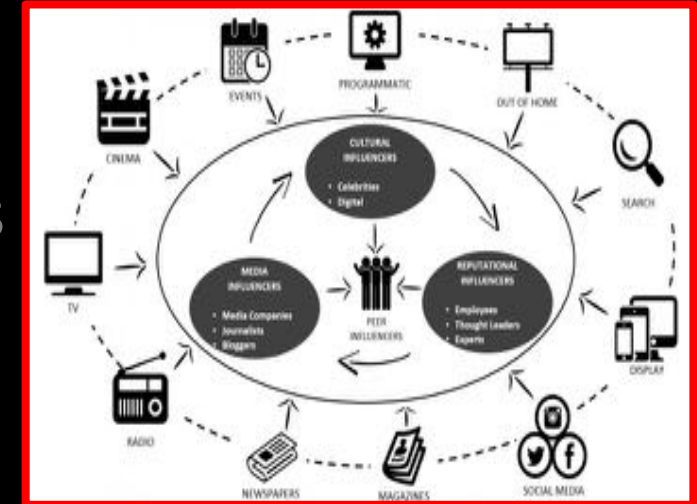 EVENTS
PROGRAMMATIC
OUT OF HOME
CINEMA
SEARCH
CULTURAL
INFLUENCERS
• Celebrities
• Digital
TV
MEDIA
INFLUENCERS
• Media Companies
• Journalists
• Bloggers
PEER
INFLUENCERS
REPUTATIONAL
INFLUENCERS
• Employees
• Thought Leaders
• Experts
DISPLAY
RADIO
NEWSPAPERS
MAGAZINES
SOCIAL MEDIA